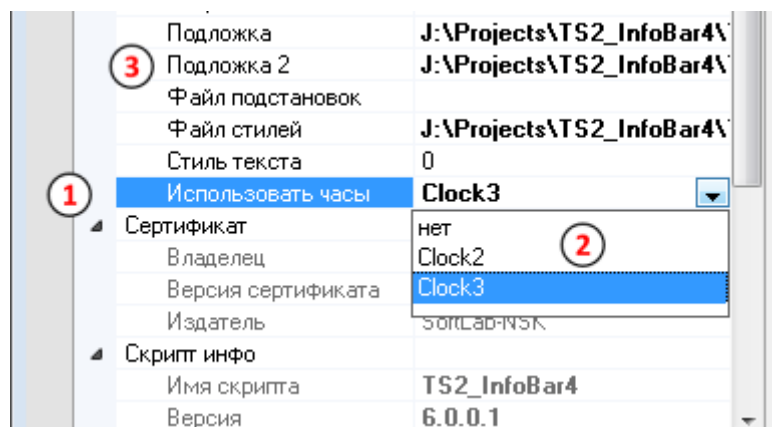 Подложка J:\Projects\TS2_InfoBar4\
3 Подложка 2 J:\Projects\TS2_InfoBar4\
Файл подстановок
Файл стилей J:\Projects\TS2_InfoBar4\
Стиль текста 0
1 Использовать часы Clock3
Сертификат нет
2
Владелец Clock2
Версия сертификата Clock3
Издатель SoftLab-NSK
Скрипт инфо
Имя скрипта TS2_InfoBar4
Версия 6.0.0.1